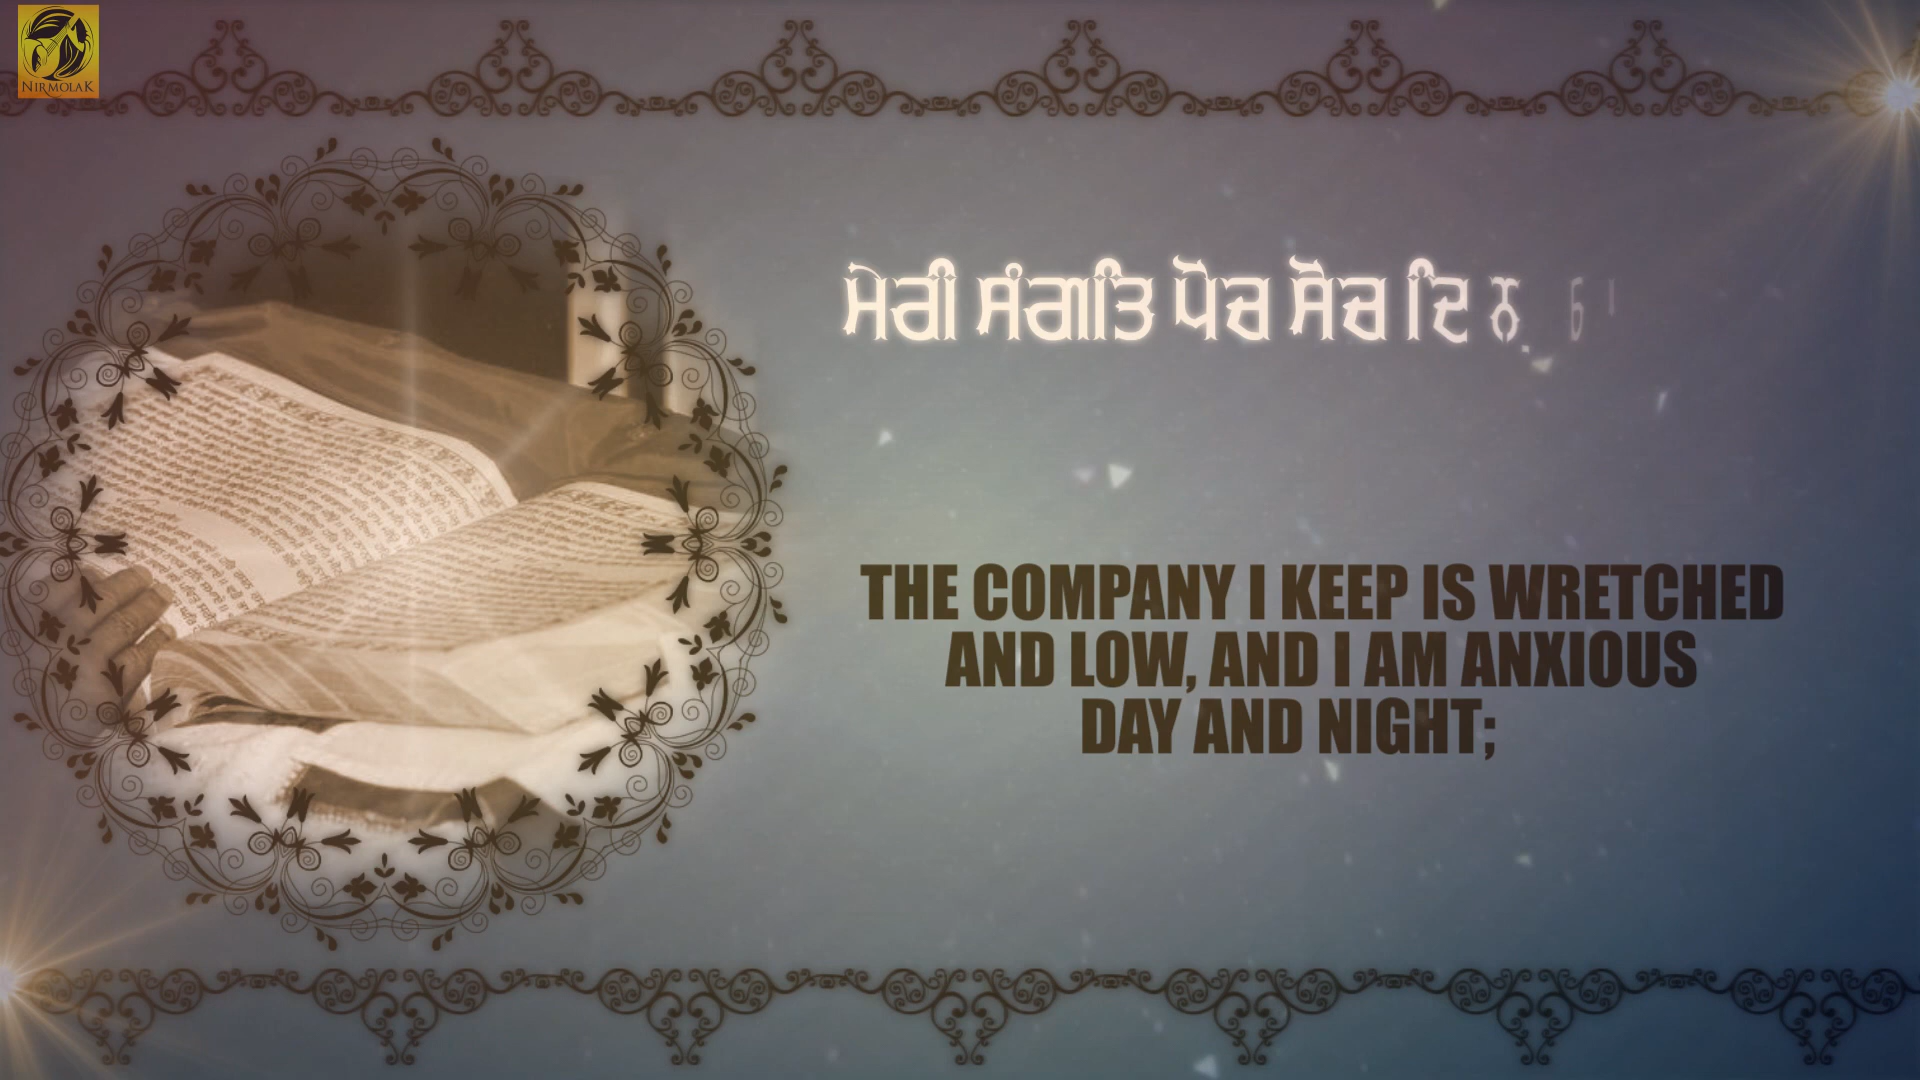 NIRMOLAK
ਮੇਰੀ ਸੰਗਤਿ ਪੋਚ ਸੋਚ ਦਿਨੁ
THE COMPANY I KEEP IS WRETCHED
AND LOW, AND I AM ANXIOUS
DAY AND NIGHT;